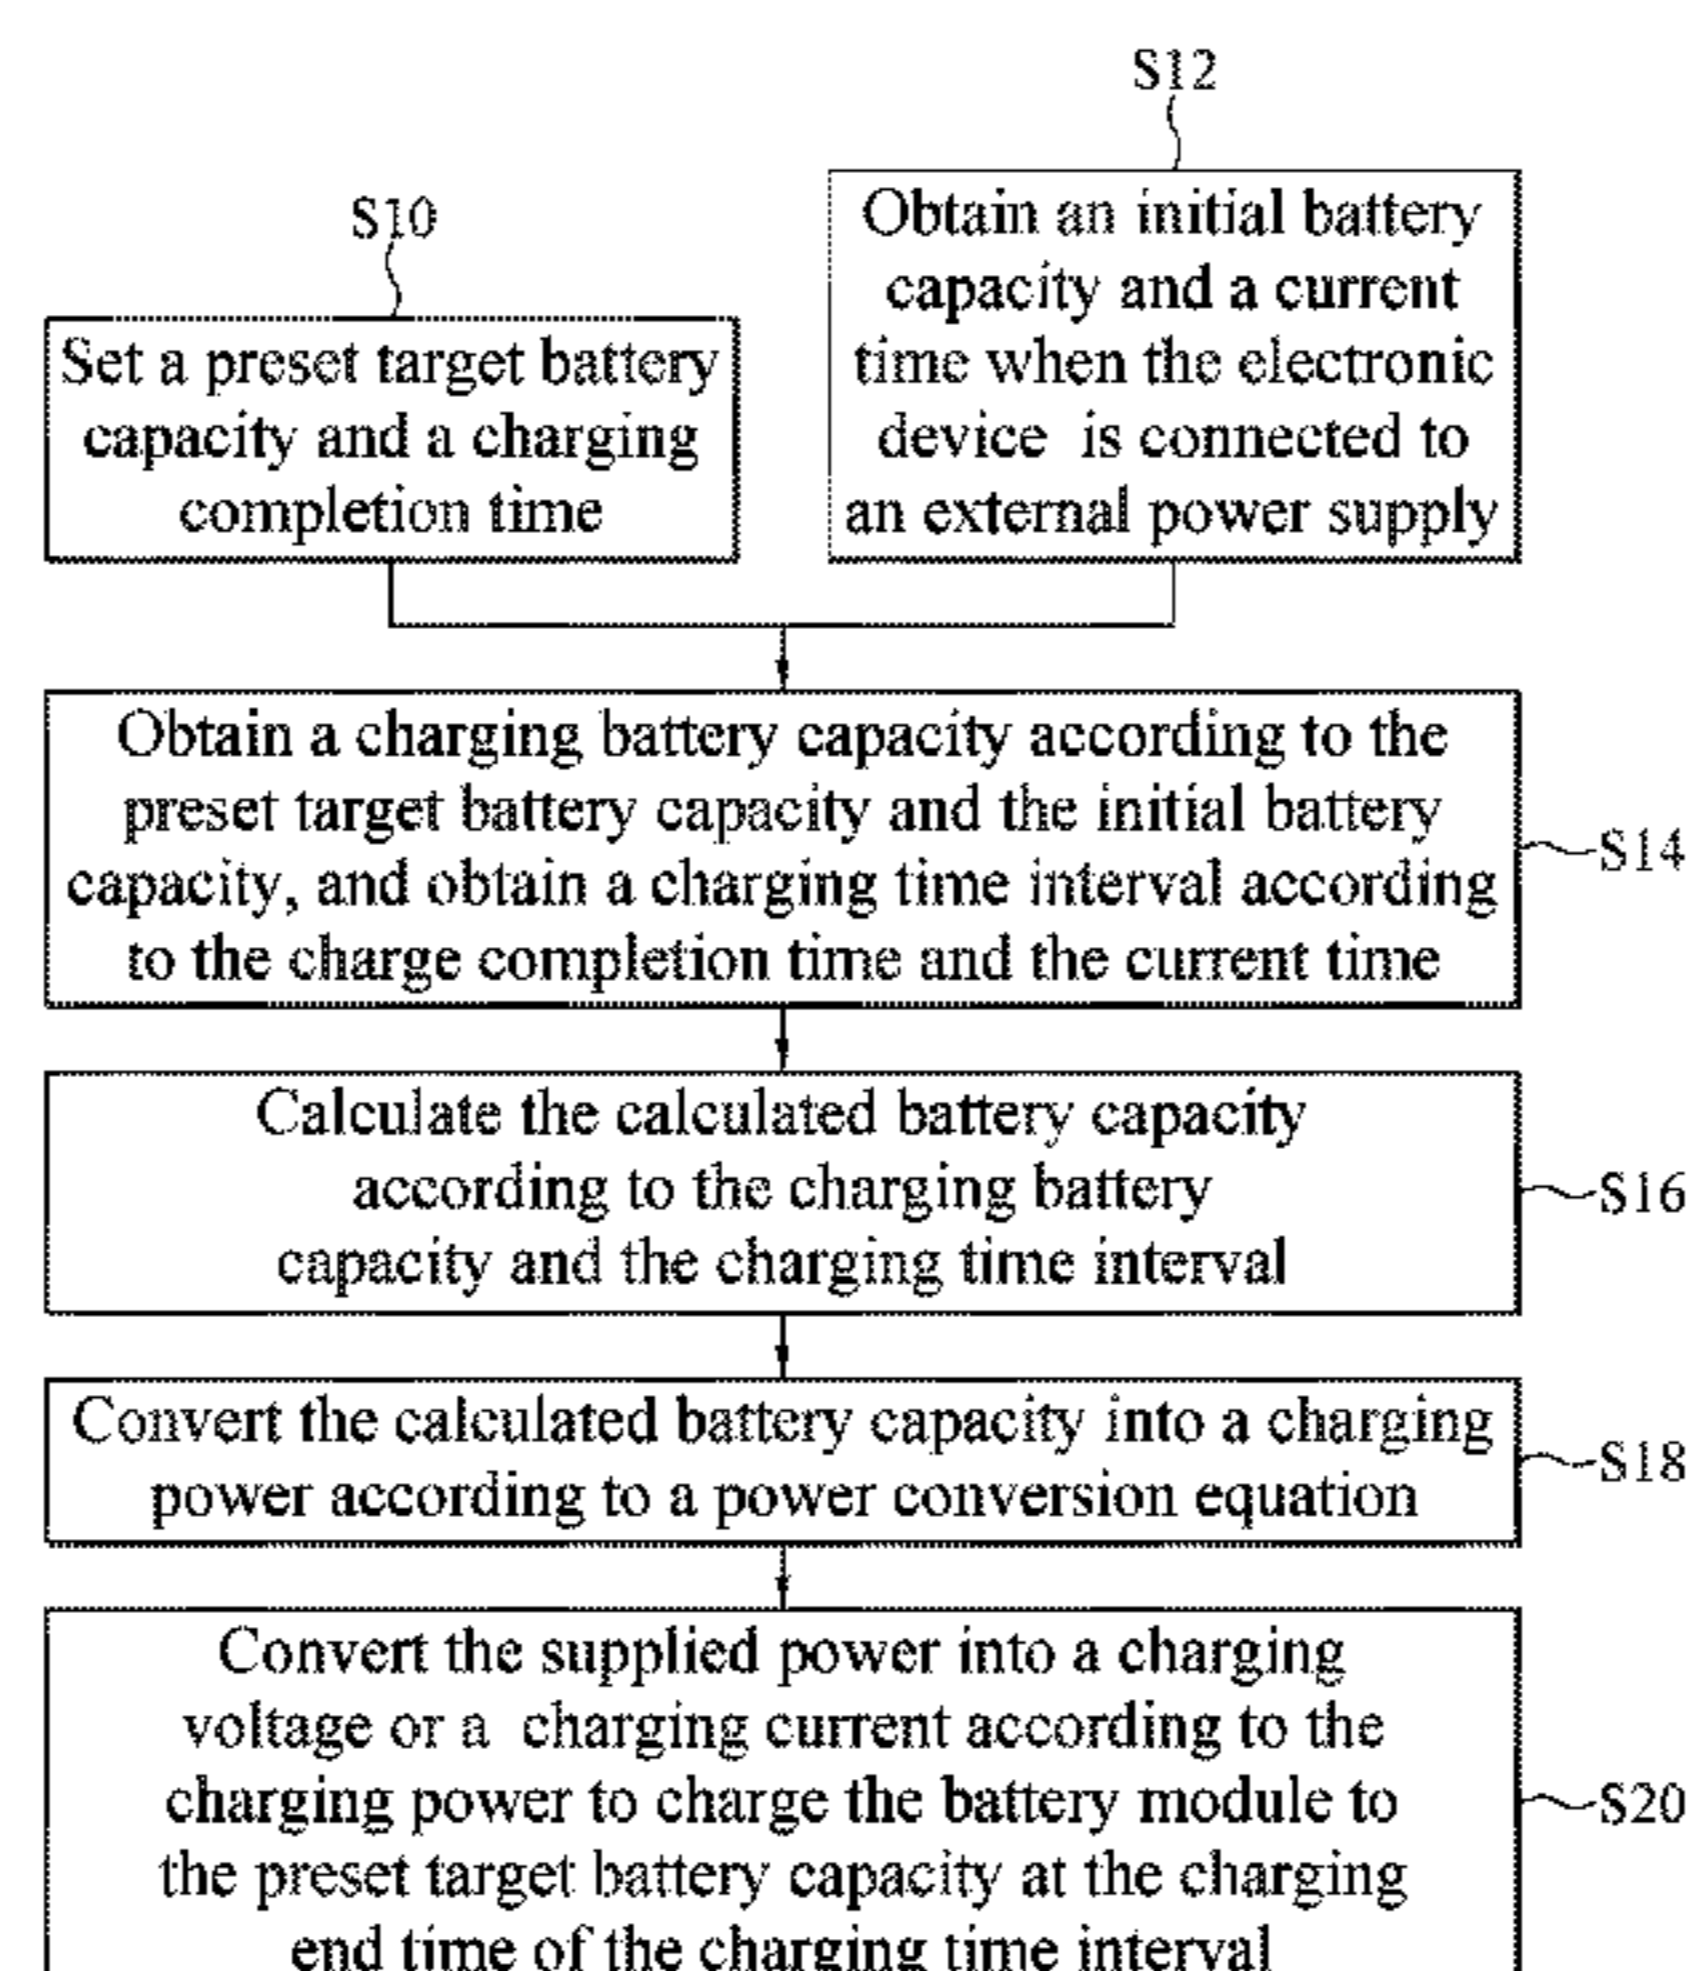 S12
S10
Obtain an initial battery
capacity and a current
time when the electronic
device is connected to
an external power supply
Set a preset target battery
capacity and a charging
completion time
Obtain a charging battery capacity according to the
preset target battery capacity and the initial battery
capacity, and obtain a charging time interval according
to the charge completion time and the current time
S14
Calculate the calculated battery capacity
according to the charging battery
capacity and the charging time interval
S16
Convert the calculated battery capacity into a charging
power according to a power conversion equation
S18
Convert the supplied power into a charging
voltage or a charging current according to the
charging power to charge the battery module to
the preset target battery capacity at the charging
end time of the charging time interval
S20